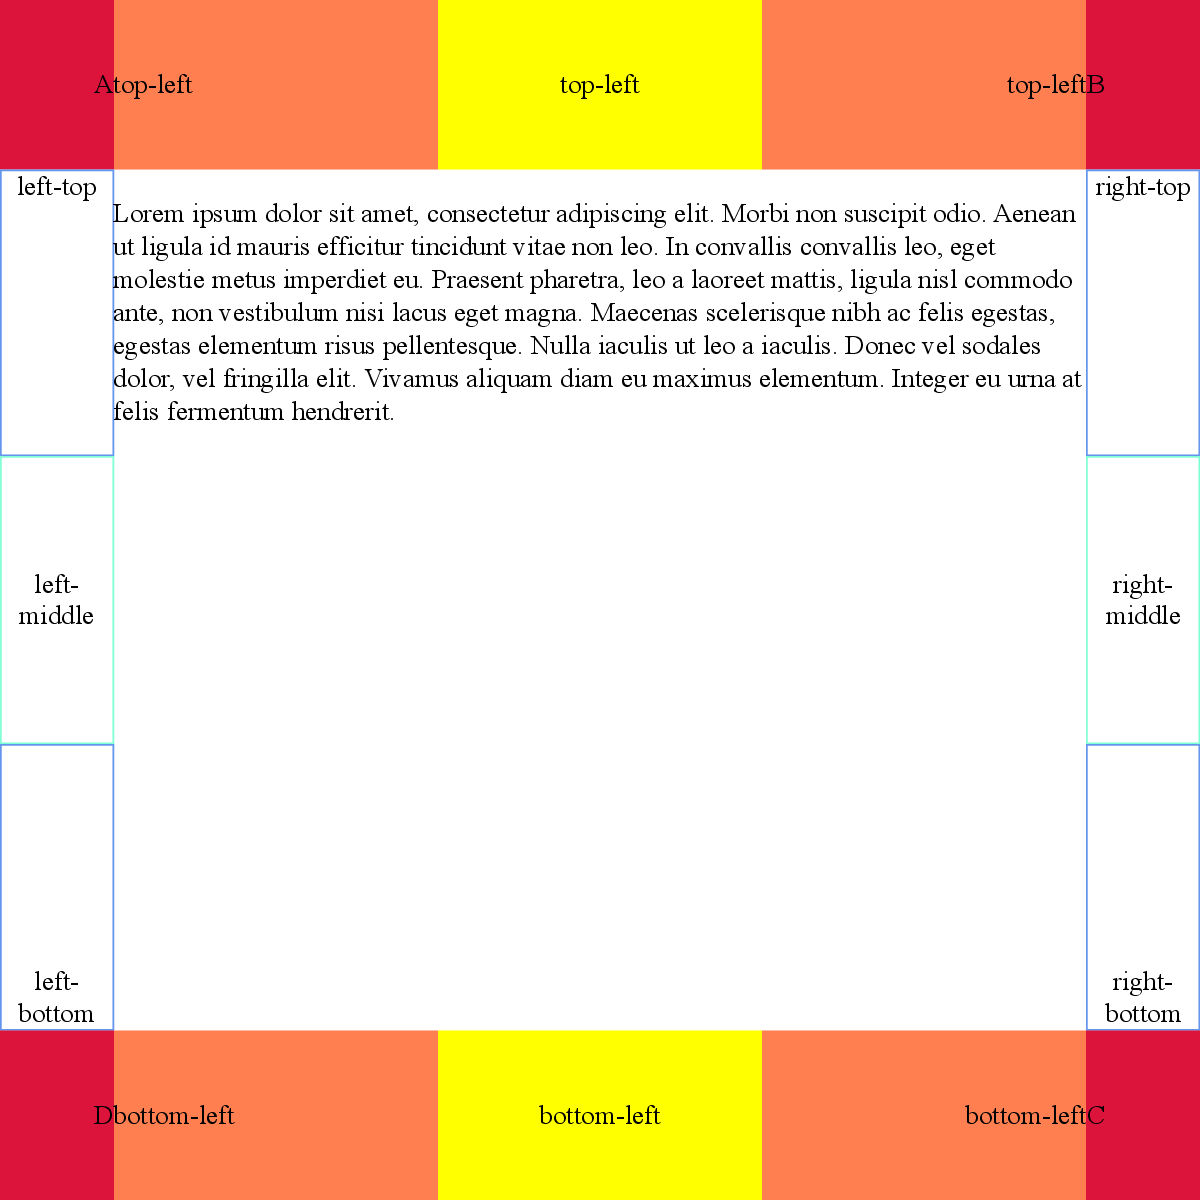 Atop-left top-left top-leftB
left-top right-top
Lorem ipsum dolor sit amet, consectetur adipiscing elit. Morbi non suscipit odio. Aenean
ut ligula id mauris efficitur tincidunt vitae non leo. In convallis convallis leo, eget
molestie metus imperdiet eu. Praesent pharetra, leo a laoreet mattis, ligula nisl commodo
ante, non vestibulum nisi lacus eget magna. Maecenas scelerisque nibh ac felis egestas,
egestas elementum risus pellentesque. Nulla iaculis ut leo a iaculis. Donec vel sodales
dolor, vel fringilla elit. Vivamus aliquam diam eu maximus elementum. Integer eu urna at
felis fermentum hendrerit.
left-
middle
right-
middle
left-
bottom
right-
bottom
Dbottom-left bottom-left bottom-leftC